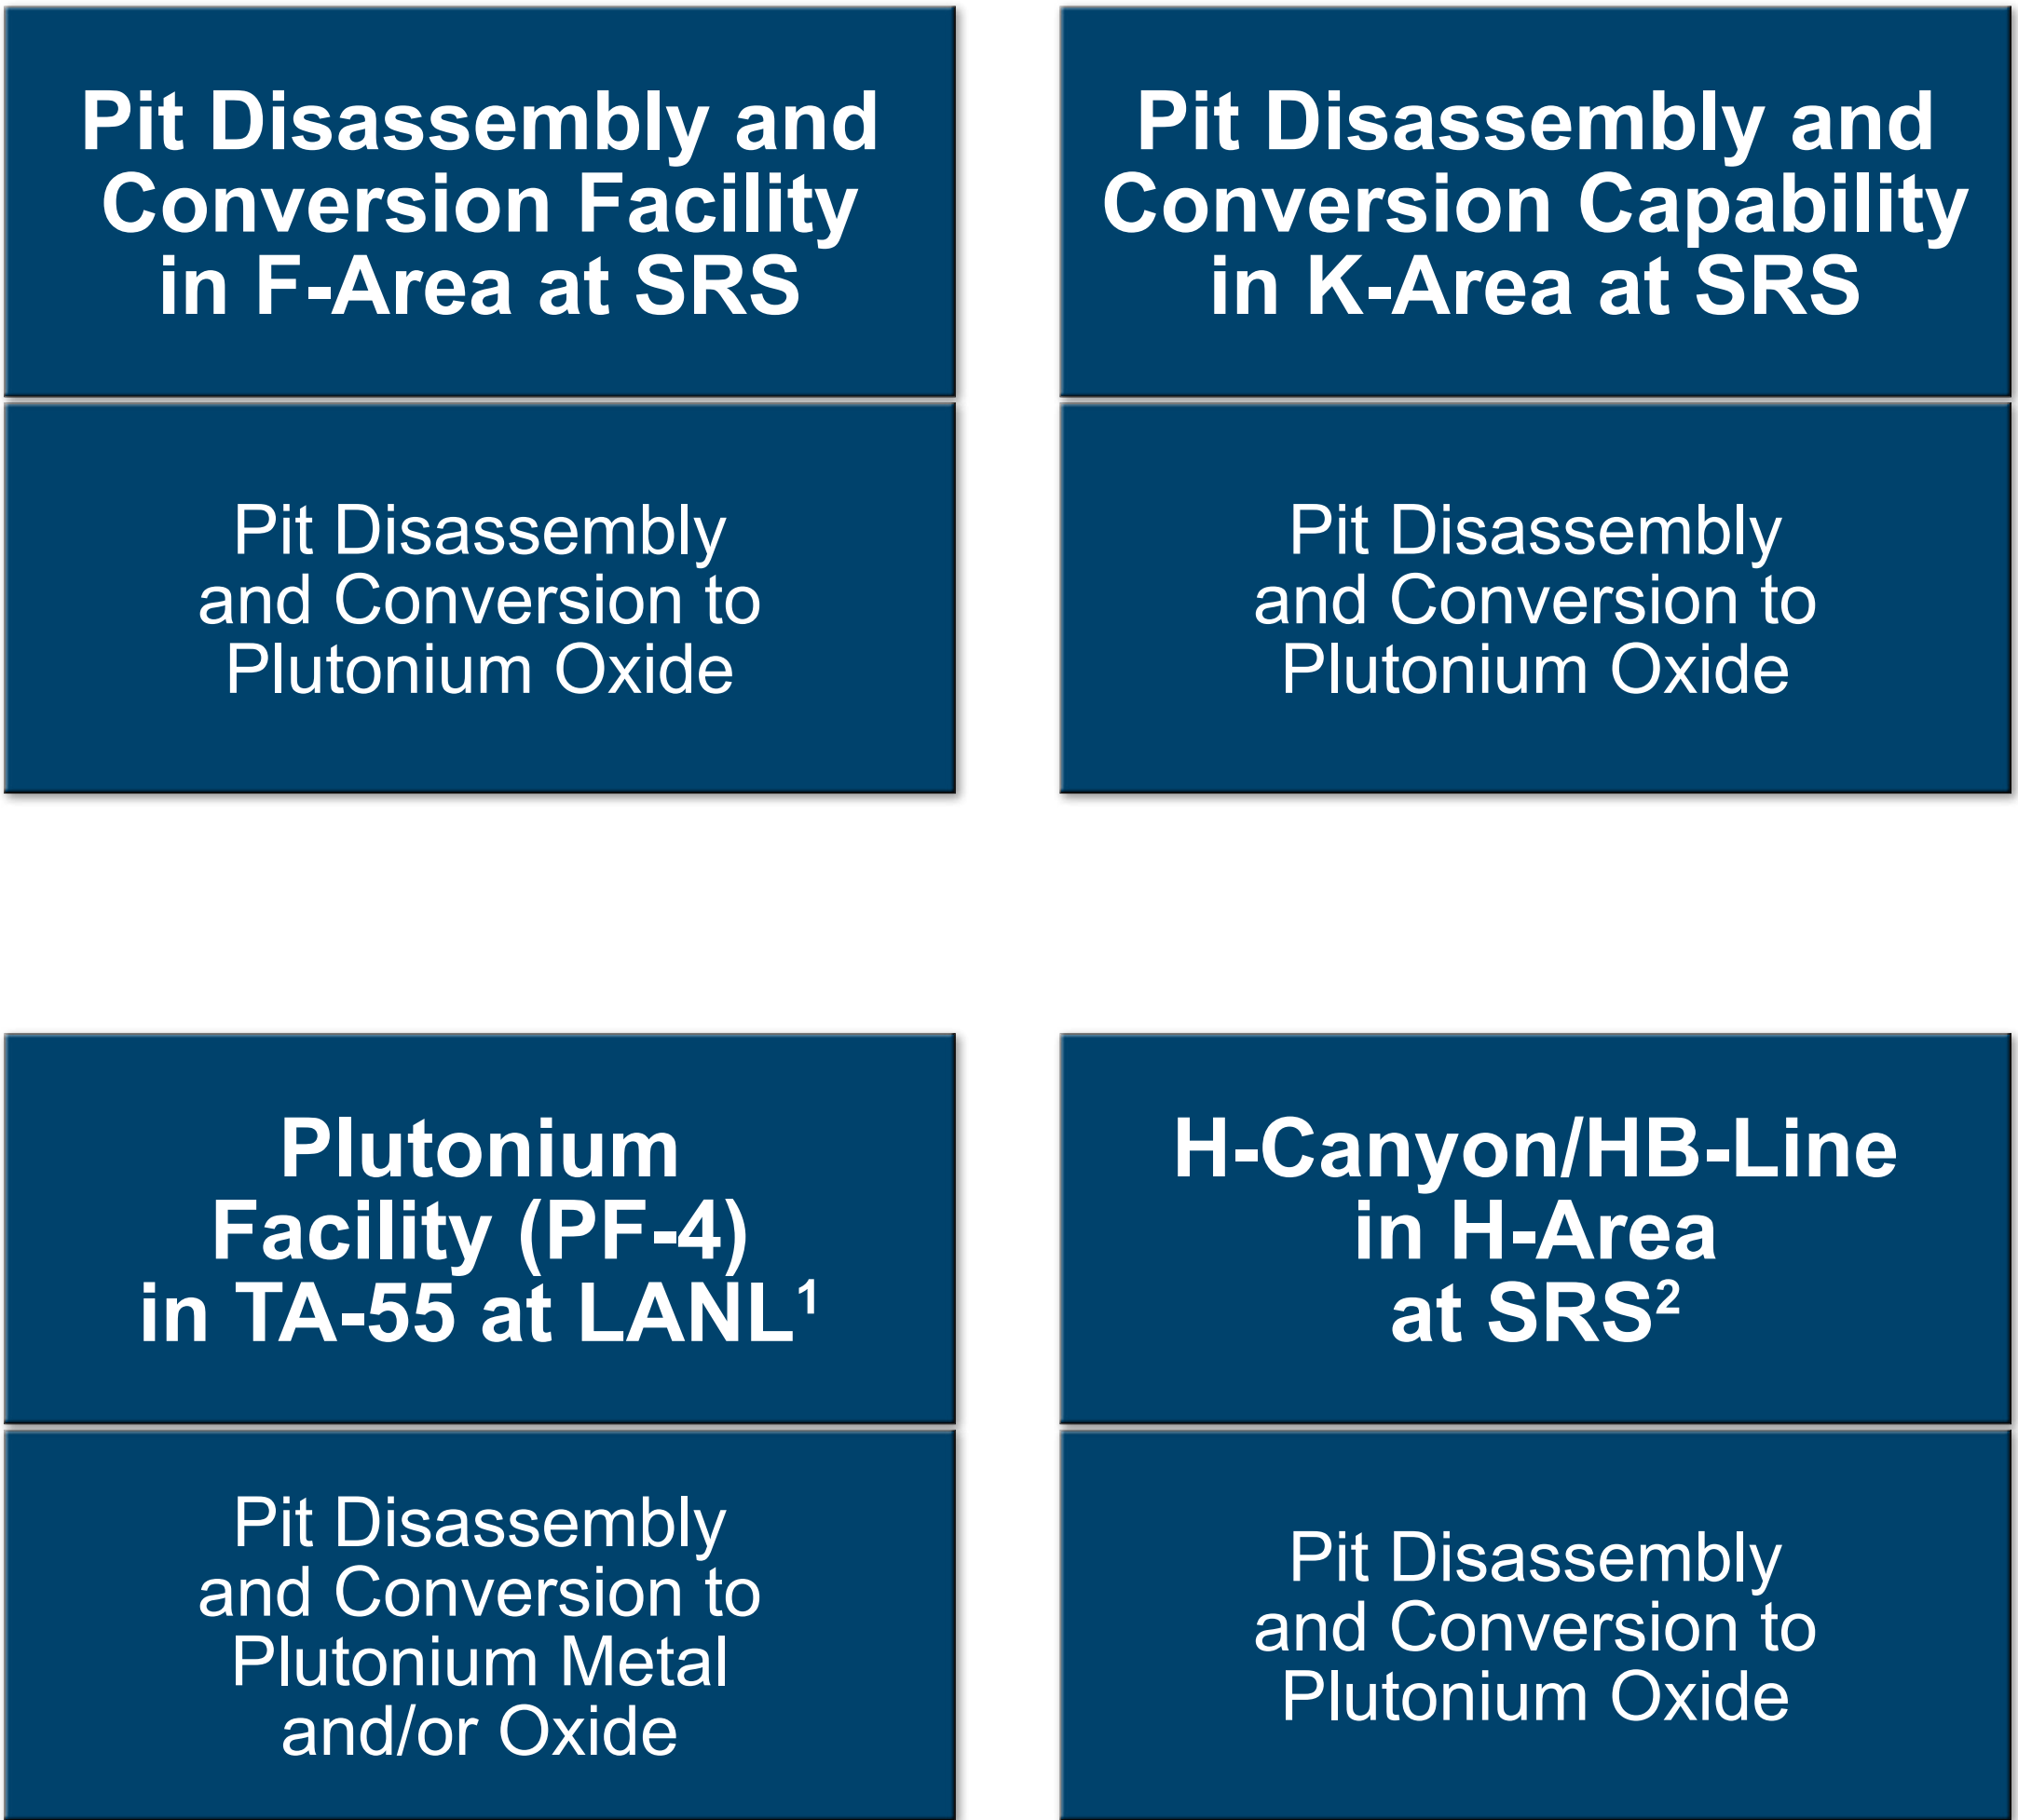 Pit Disassembly and
Conversion Facility
in F-Area at SRS
Pit Disassembly
and Conversion to
Plutonium Oxide
Pit Disassembly and
Conversion Capability
in K-Area at SRS
Pit Disassembly
and Conversion to
Plutonium Oxide
Plutonium
Facility (PF-4)
in TA-55 at LANL¹
Pit Disassembly
and Conversion to
Plutonium Metal
and/or Oxide
H-Canyon/HB-Line
in H-Area
at SRS²
Pit Disassembly
and Conversion to
Plutonium Oxide